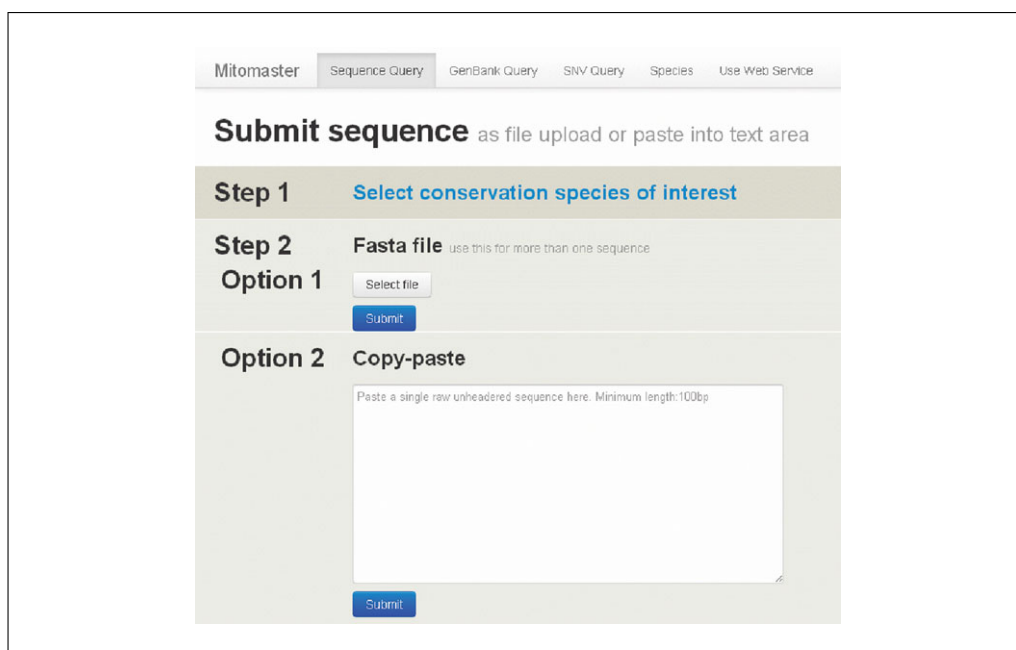 Mitomaster Sequence Query GenBank Query SNV Query Species Use Web Service
Submit sequence as file upload or paste into text area
Step 1 Select conservation species of interest
Step 2 Fasta file use this for more than one sequence
Option 1 Select file
Submit
Option 2 Copy-paste
Paste a single raw unheadered sequence here. Minimum length:100bp
Submit